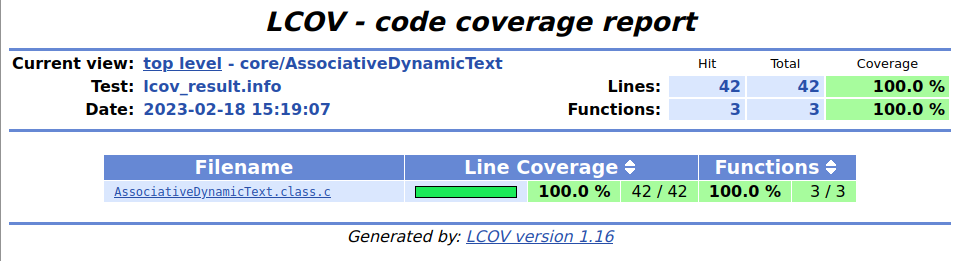 LCOV - code coverage report
Current view: top level - core/AssociativeDynamicText Hit Total Coverage
Test: lcov_result.info Lines: 42 42 100.0 %
Date: 2023-02-18 15:19:07 Functions: 3 3 100.0 %
Filename Line Coverage Functions
AssociativeDynamicText.class.c 100.0 % 42 / 42 100.0 % 3 / 3
Generated by: LCOV version 1.16